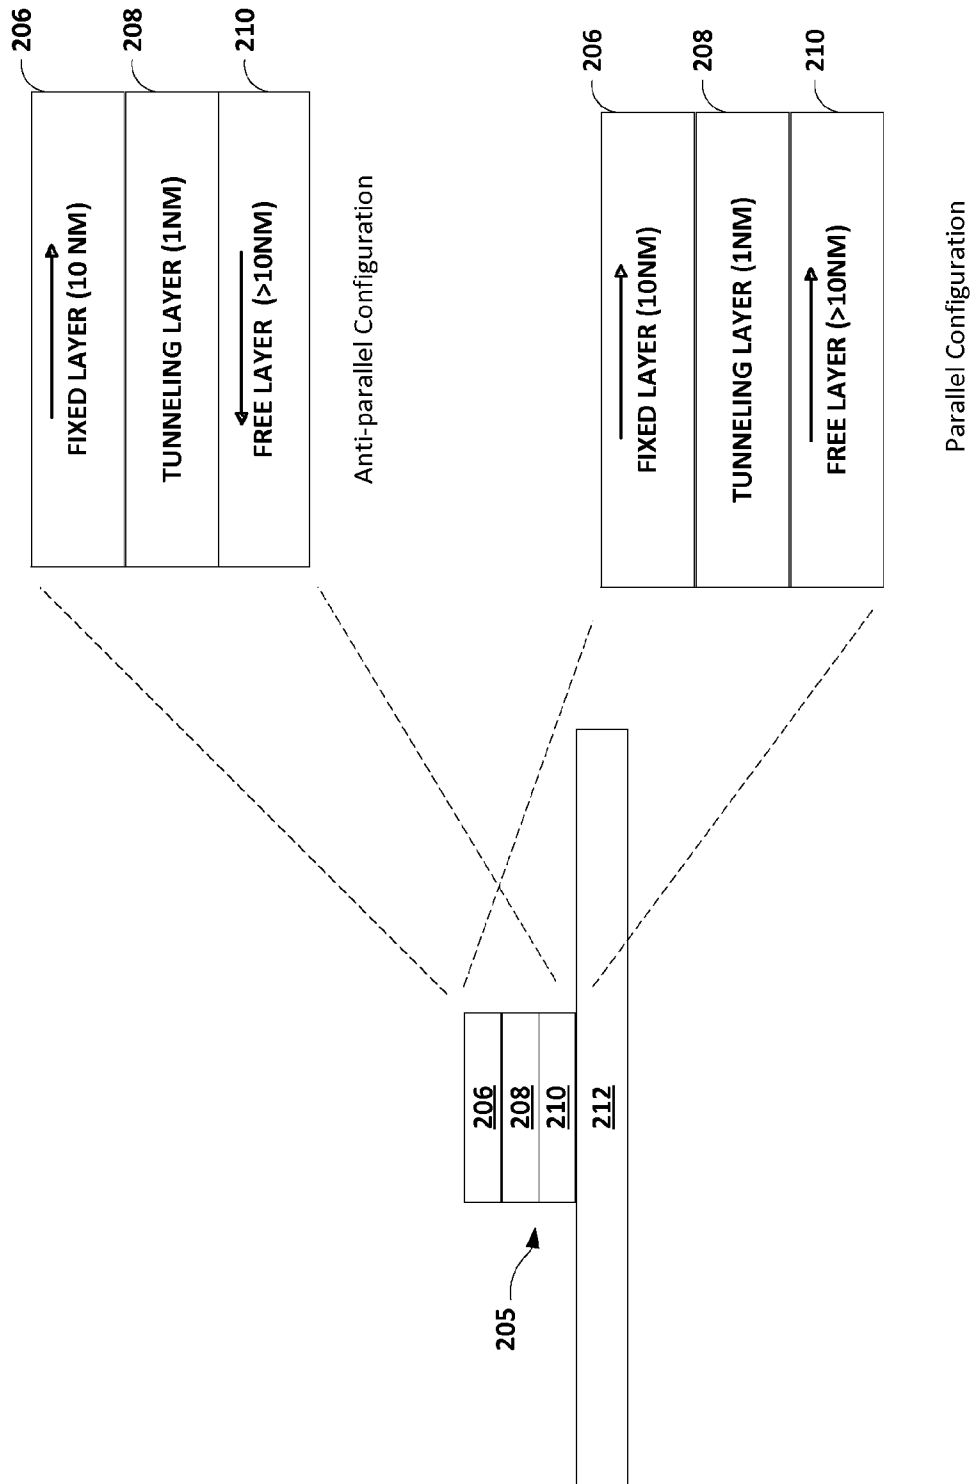 206
FIXED LAYER (10 NM)
208
TUNNELING LAYER (1NM)
210
FREE LAYER (>10NM)
Anti-parallel Configuration
206
FIXED LAYER (10NM)
208
TUNNELING LAYER (1NM)
210
FREE LAYER (>10NM)
Parallel Configuration
205
206
208
210
212